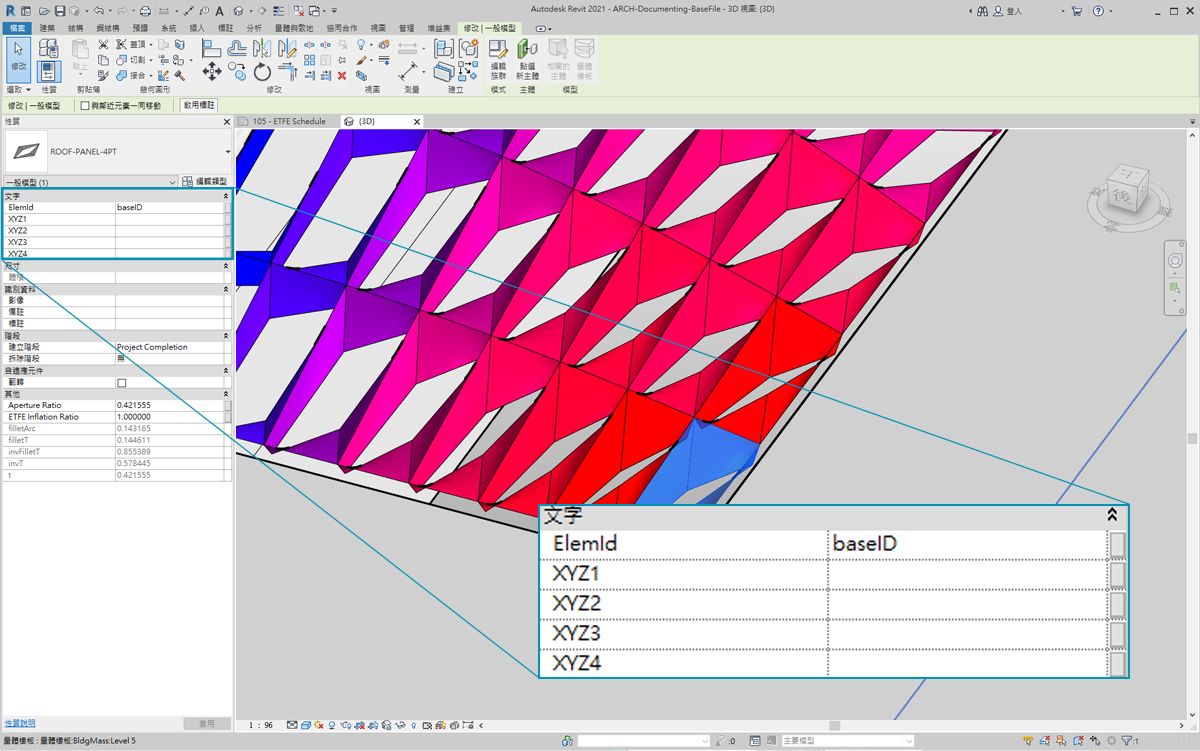 Autodesk Revit 2021 - ARCH-Documenting-BaseFile - 3D 視圖: {3D}
登入
檔案 建築 結構 鋼結構 預鑄 系統 插入 標註 分析 量體與敷地 協同合作 視圖 管理 增益集 修改 | 一般模型
修改
貼上
蓋頂
切割
接合
編輯族群
點選新主體
相關的主體
量體樓板
選取 性質 剪貼簿 幾何圖形 修改 視圖 測量 建立 模式 主體 模型
修改 | 一般模型 與鄰近元素一同移動 啟用標註
性質
105 - ETFE Schedule
{3D}
ROOF-PANEL-4PT
一般模型 (1) 編輯類型
文字
ElemId baseID
XYZ1
XYZ2
XYZ3
XYZ4
尺寸
體積
識別資料
影像
備註
標註
階段
建立階段 Project Completion
拆除階段 無
自適應元件
翻轉
其他
Aperture Ratio 0.421555
ETFE Inflation Ratio 1.000000
filletArc 0.143165
filletT 0.144611
invFilletT 0.855389
invT 0.578445
t 0.421555
後
文字
ElemId baseID
XYZ1
XYZ2
XYZ3
XYZ4
性質說明 套用
1 : 96
量體樓板 : 量體樓板:BldgMass:Level 5
:0
主要模型
:1